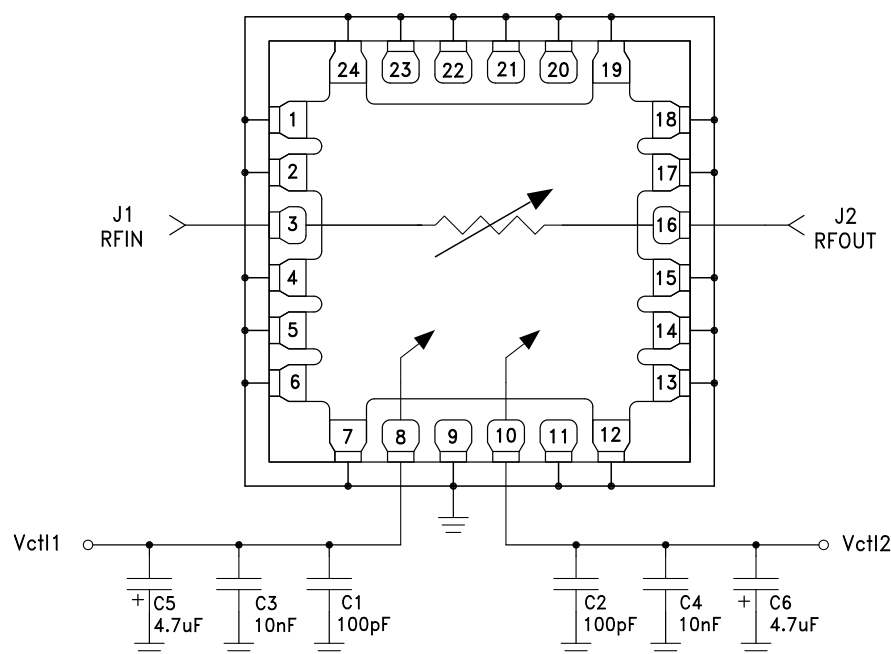 24 23 22 21 20 19
1 18
2 17
J1
RFIN
3 16
J2
RFOUT
4 15
5 14
6 13
7 8 9 10 11 12
Vctl1
Vctl2
+ C5
4.7uF
C3
10nF
C1
100pF
C2
100pF
C4
10nF
+ C6
4.7uF